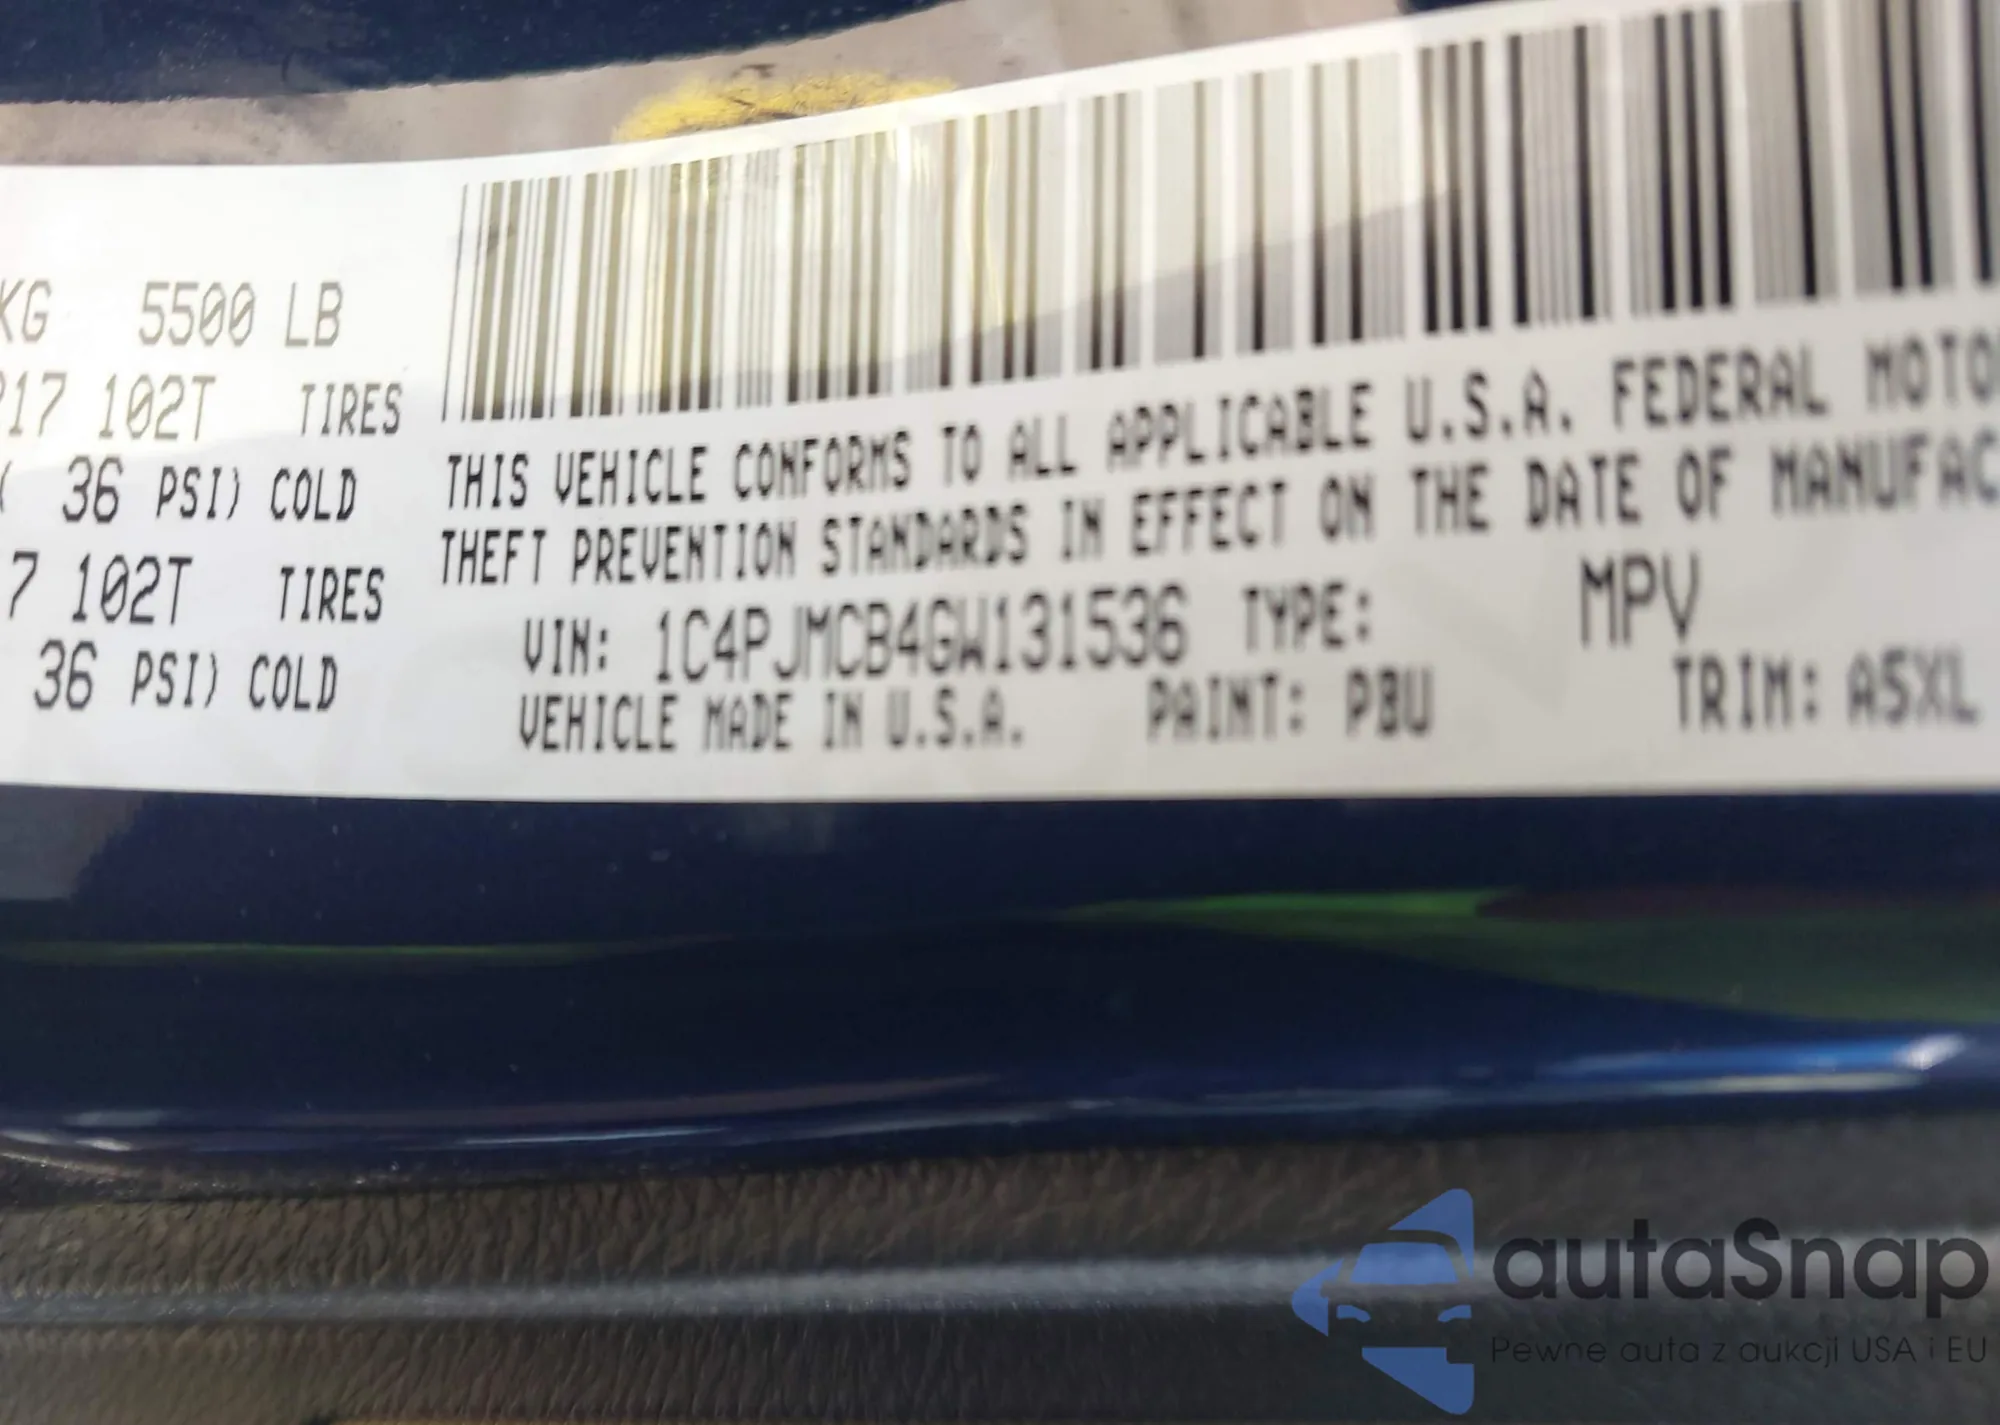 KG 5500 LB
217 102T TIRES
( 36 PSI) COLD
7 102T TIRES
36 PSI) COLD
THIS VEHICLE CONFORMS TO ALL APPLICABLE U.S.A. FEDERAL MOTO
THEFT PREVENTION STANDARDS IN EFFECT ON THE DATE OF MANUFAC
VIN: 1C4PJMCB4GW131536 TYPE: MPV
VEHICLE MADE IN U.S.A. PAINT: PBU TRIM: A5XL
autaSnap
Pewne auta z aukcji USA i EU